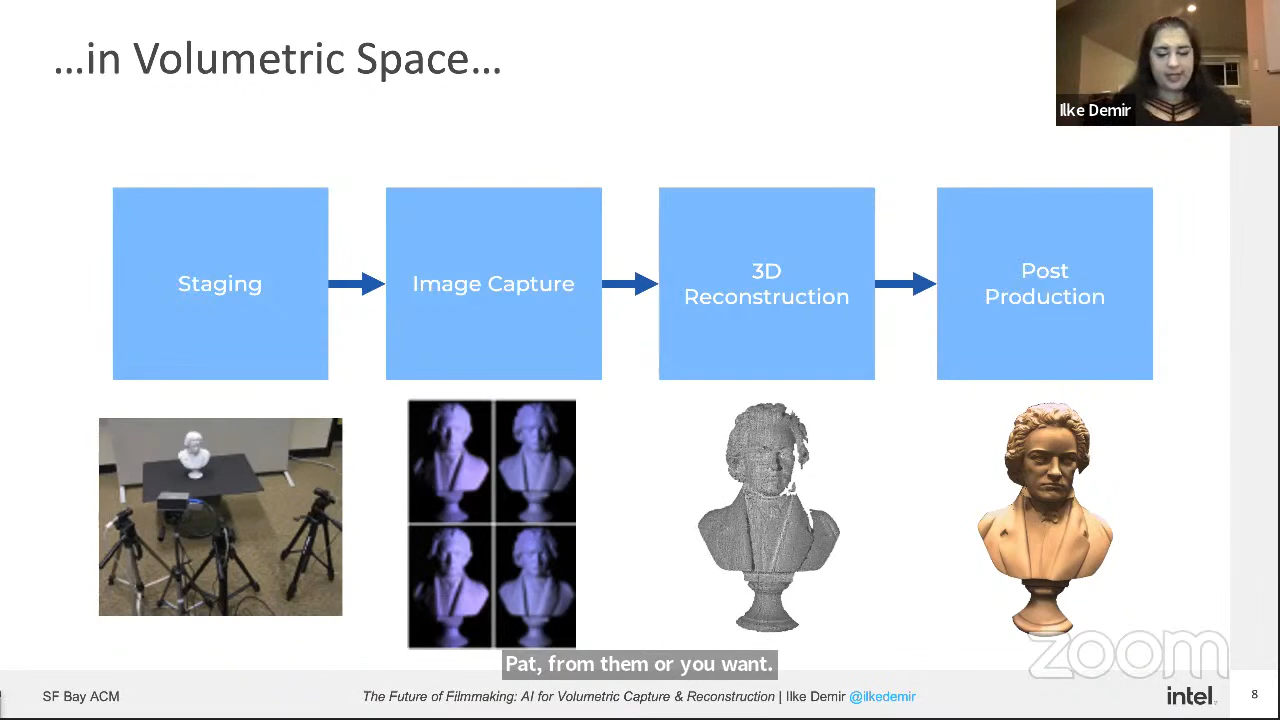 …in Volumetric Space…
Ilke Demir
Staging
Image Capture
3D
Reconstruction
Post
Production
Pat, from them or you want.
zoom
SF Bay ACM
The Future of Filmmaking: AI for Volumetric Capture & Reconstruction | Ilke Demir @ilkedemir
intel.
8